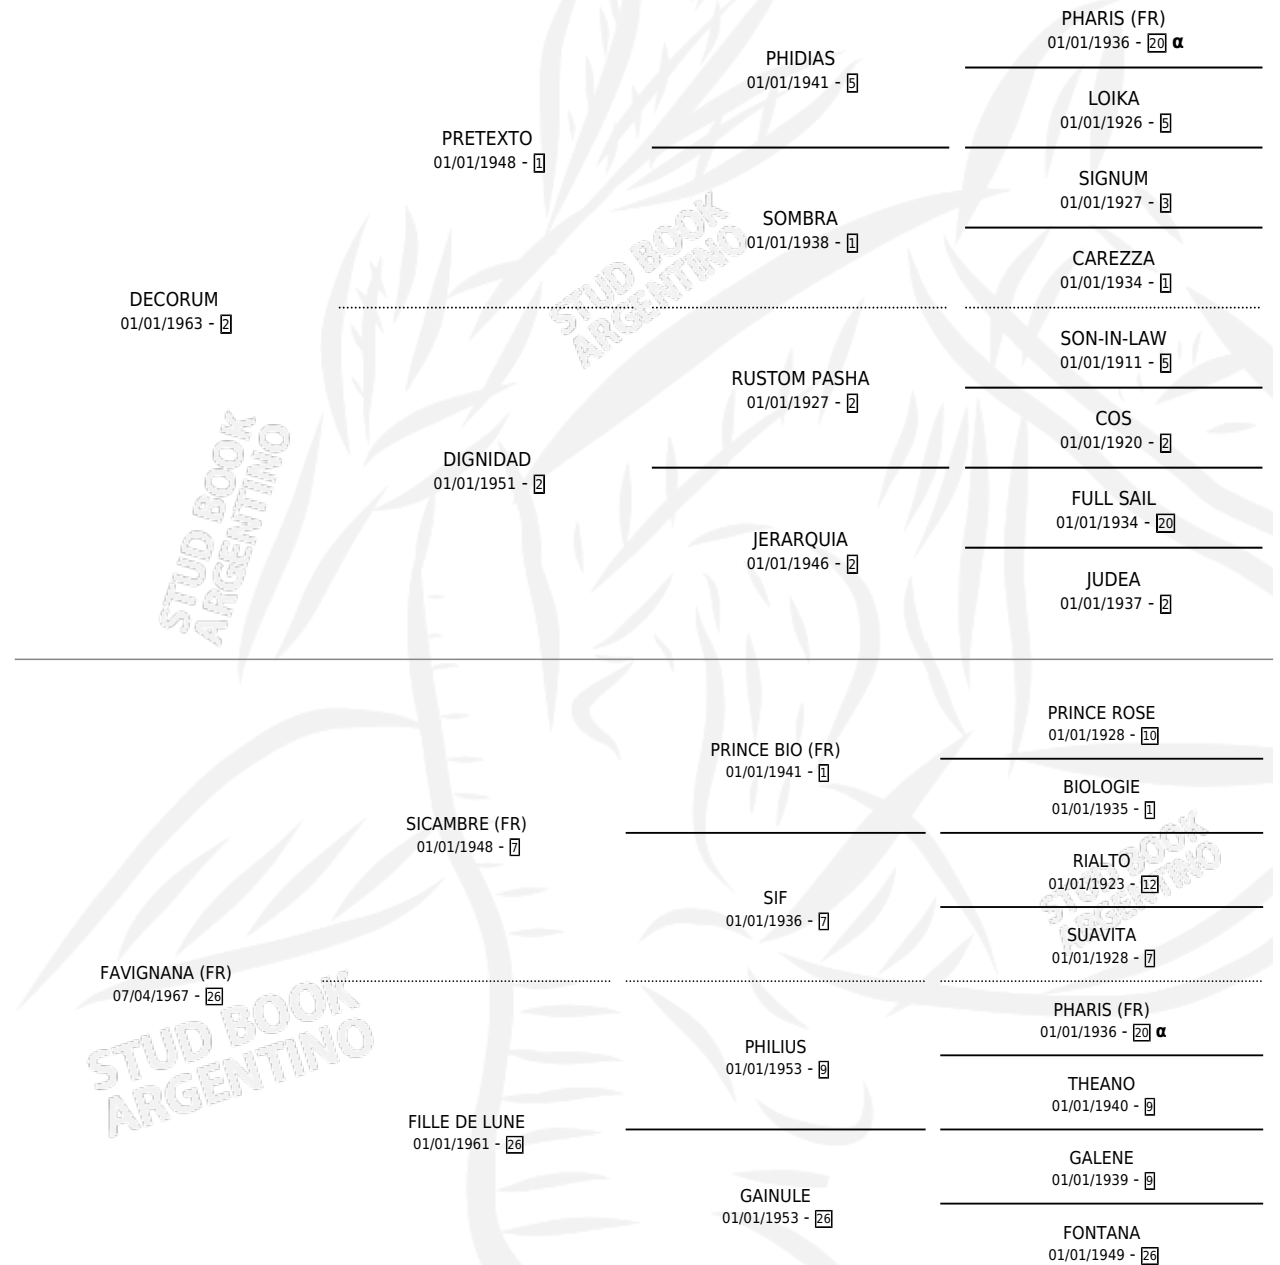 PHARIS (FR)
01/01/1936 - 20 α
PHIDIAS
01/01/1941 - 5
LOIKA
01/01/1926 - 5
PRETEXTO
01/01/1948 - 1
SIGNUM
01/01/1927 - 3
SOMBRA
01/01/1938 - 1
CAREZZA
01/01/1934 - 1
DECORUM
01/01/1963 - 2
SON-IN-LAW
01/01/1911 - 5
RUSTOM PASHA
01/01/1927 - 2
COS
01/01/1920 - 2
DIGNIDAD
01/01/1951 - 2
FULL SAIL
01/01/1934 - 20
JERARQUIA
01/01/1946 - 2
JUDEA
01/01/1937 - 2
PRINCE ROSE
01/01/1928 - 10
PRINCE BIO (FR)
01/01/1941 - 1
BIOLOGIE
01/01/1935 - 1
SICAMBRE (FR)
01/01/1948 - 7
RIALTO
01/01/1923 - 12
SIF
01/01/1936 - 7
SUAVITA
01/01/1928 - 7
FAVIGNANA (FR)
07/04/1967 - 26
PHARIS (FR)
01/01/1936 - 20 α
PHILIUS
01/01/1953 - 9
THEANO
01/01/1940 - 9
FILLE DE LUNE
01/01/1961 - 26
GALENE
01/01/1939 - 9
GAINULE
01/01/1953 - 26
FONTANA
01/01/1949 - 26
STUD BOOK
ARGENTINO
STUD BOOK
ARGENTINO
STUD BOOK
ARGENTINO
STUD BOOK
ARGENTINO